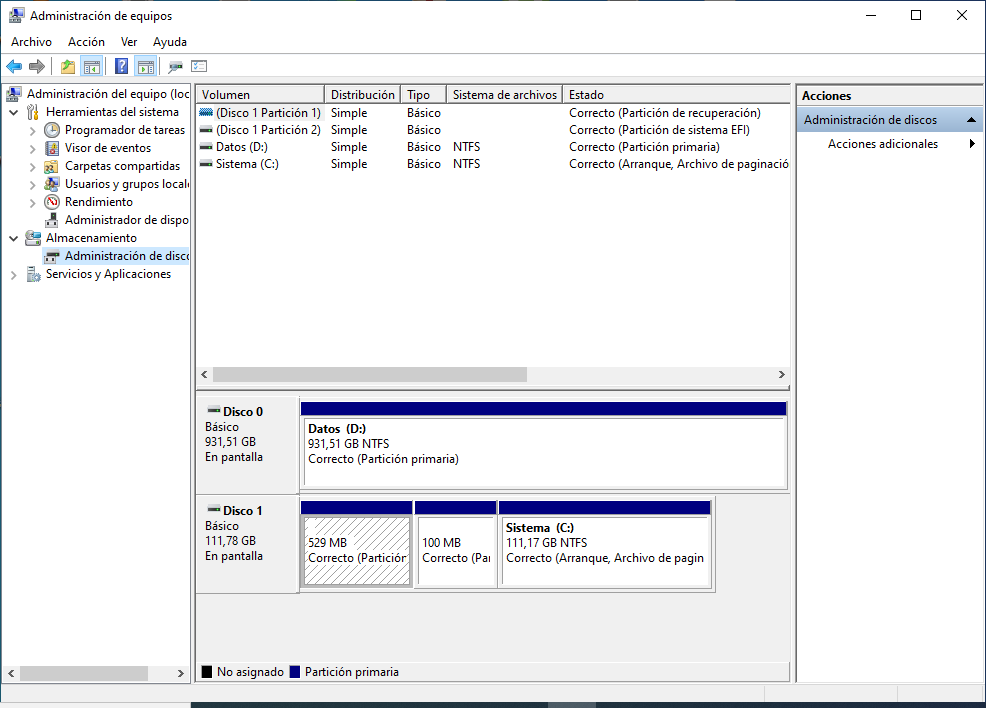 Administración de equipos
Archivo Acción Ver Ayuda
Administración del equipo (loc
Herramientas del sistema
Programador de tareas
Visor de eventos
Carpetas compartidas
Usuarios y grupos locale
Rendimiento
Administrador de dispo
Almacenamiento
Administración de disco
Servicios y Aplicaciones
Volumen Distribución Tipo Sistema de archivos Estado
(Disco 1 Partición 1) Simple Básico Correcto (Partición de recuperación)
(Disco 1 Partición 2) Simple Básico Correcto (Partición de sistema EFI)
Datos (D:) Simple Básico NTFS Correcto (Partición primaria)
Sistema (C:) Simple Básico NTFS Correcto (Arranque, Archivo de paginació
Disco 0
Básico
931,51 GB
En pantalla
Datos (D:)
931,51 GB NTFS
Correcto (Partición primaria)
Disco 1
Básico
111,78 GB
En pantalla
529 MB
Correcto (Partición
100 MB
Correcto (Pa
Sistema (C:)
111,17 GB NTFS
Correcto (Arranque, Archivo de pagin
No asignado Partición primaria
Acciones
Administración de discos
Acciones adicionales